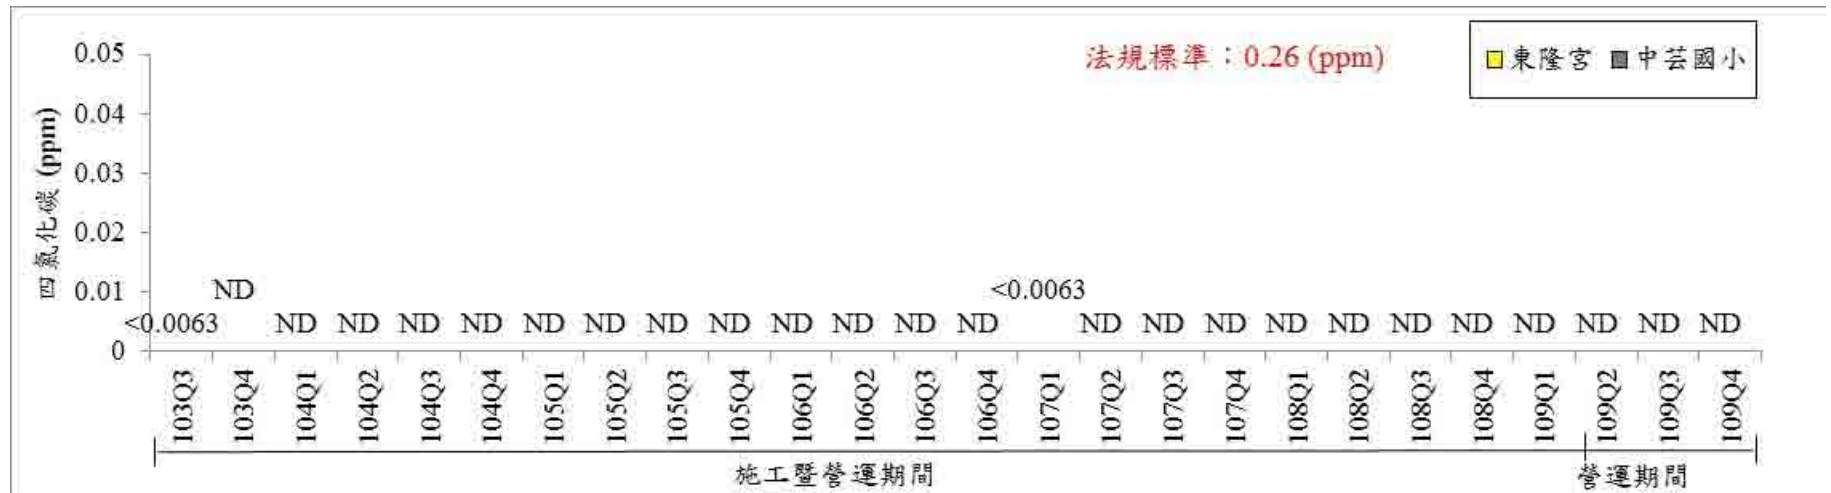 法規標準：0.26 (ppm)
東隆宮 中芸國小
四氯化碳 (ppm)
0.05
0.04
0.03
0.02
0.01
0
<0.0063 ND ND ND ND ND ND ND ND ND ND ND ND ND <0.0063 ND ND ND ND ND ND ND ND ND ND ND
103Q3 103Q4 104Q1 104Q2 104Q3 104Q4 105Q1 105Q2 105Q3 105Q4 106Q1 106Q2 106Q3 106Q4 107Q1 107Q2 107Q3 107Q4 108Q1 108Q2 108Q3 108Q4 109Q1 109Q2 109Q3 109Q4
施工暨營運期間 營運期間